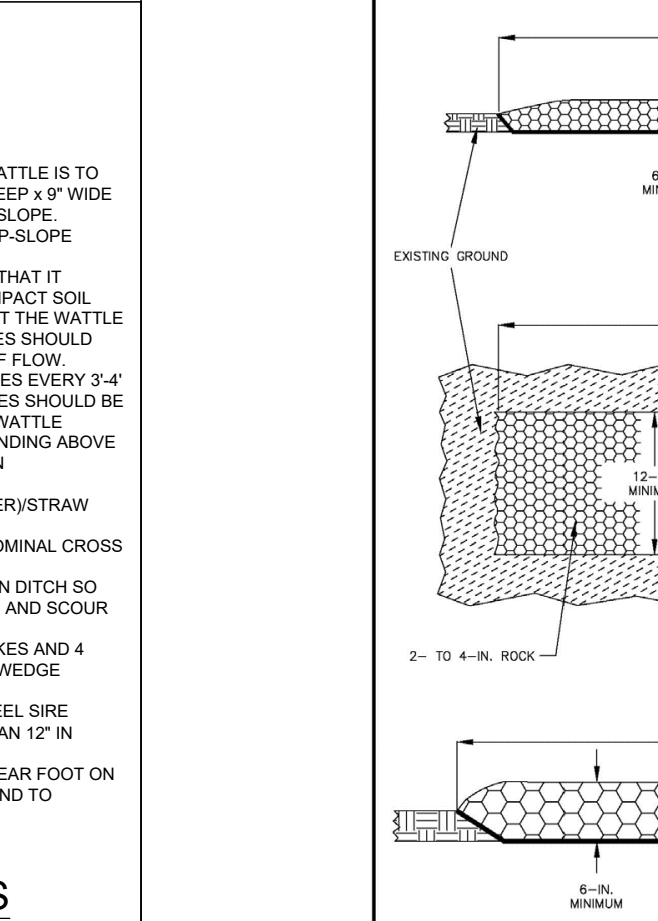 ATTLE IS TO
EEP x 9" WIDE
SLOPE.
P-SLOPE
THAT IT
MPACT SOIL
T THE WATTLE
ES SHOULD
F FLOW.
ES EVERY 3'-4'
ES SHOULD BE
WATTLE
NDING ABOVE
N
ER)/STRAW
OMINAL CROSS
N DITCH SO
AND SCOUR
KES AND 4
WEDGE
EEL SIRE
AN 12" IN
EAR FOOT ON
ND TO
S
6
MIN
EXISTING GROUND
12-
MINIM
2- TO 4-IN. ROCK
6-IN.
MINIMUM